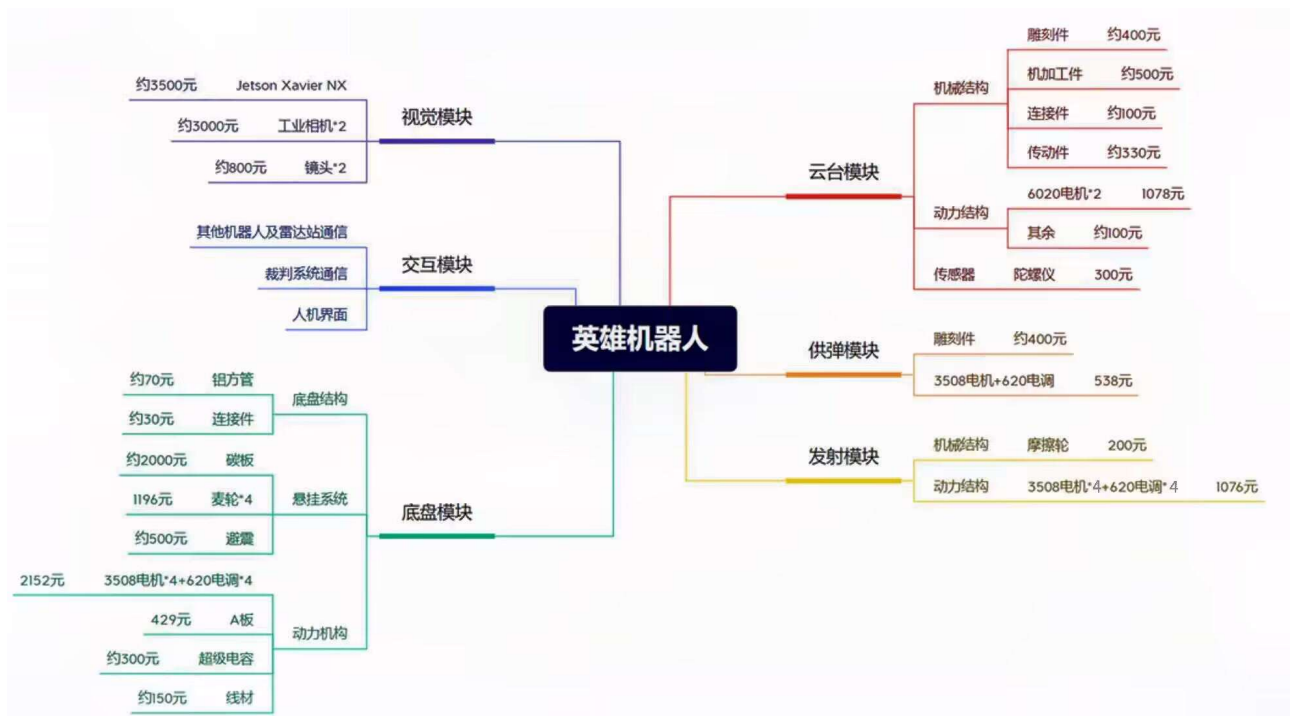 英雄机器人
视觉模块
约3500元 Jetson Xavier NX
约3000元 工业相机*2
约800元 镜头*2
交互模块
其他机器人及雷达站通信
裁判系统通信
人机界面
底盘模块
底盘结构
约70元 铝方管
约30元 连接件
悬挂系统
约2000元 碳板
1196元 麦轮*4
约500元 避震
动力机构
2152元 3508电机*4+620电调*4
429元 A板
约300元 超级电容
约150元 线材
云台模块
机械结构
雕刻件 约400元
机加工件 约500元
连接件 约100元
传动件 约330元
动力结构
6020电机*2 1078元
其余 约100元
传感器 陀螺仪 300元
供弹模块
雕刻件 约400元
3508电机+620电调 538元
发射模块
机械结构 摩擦轮 200元
动力结构 3508电机*4+620电调*4 1076元